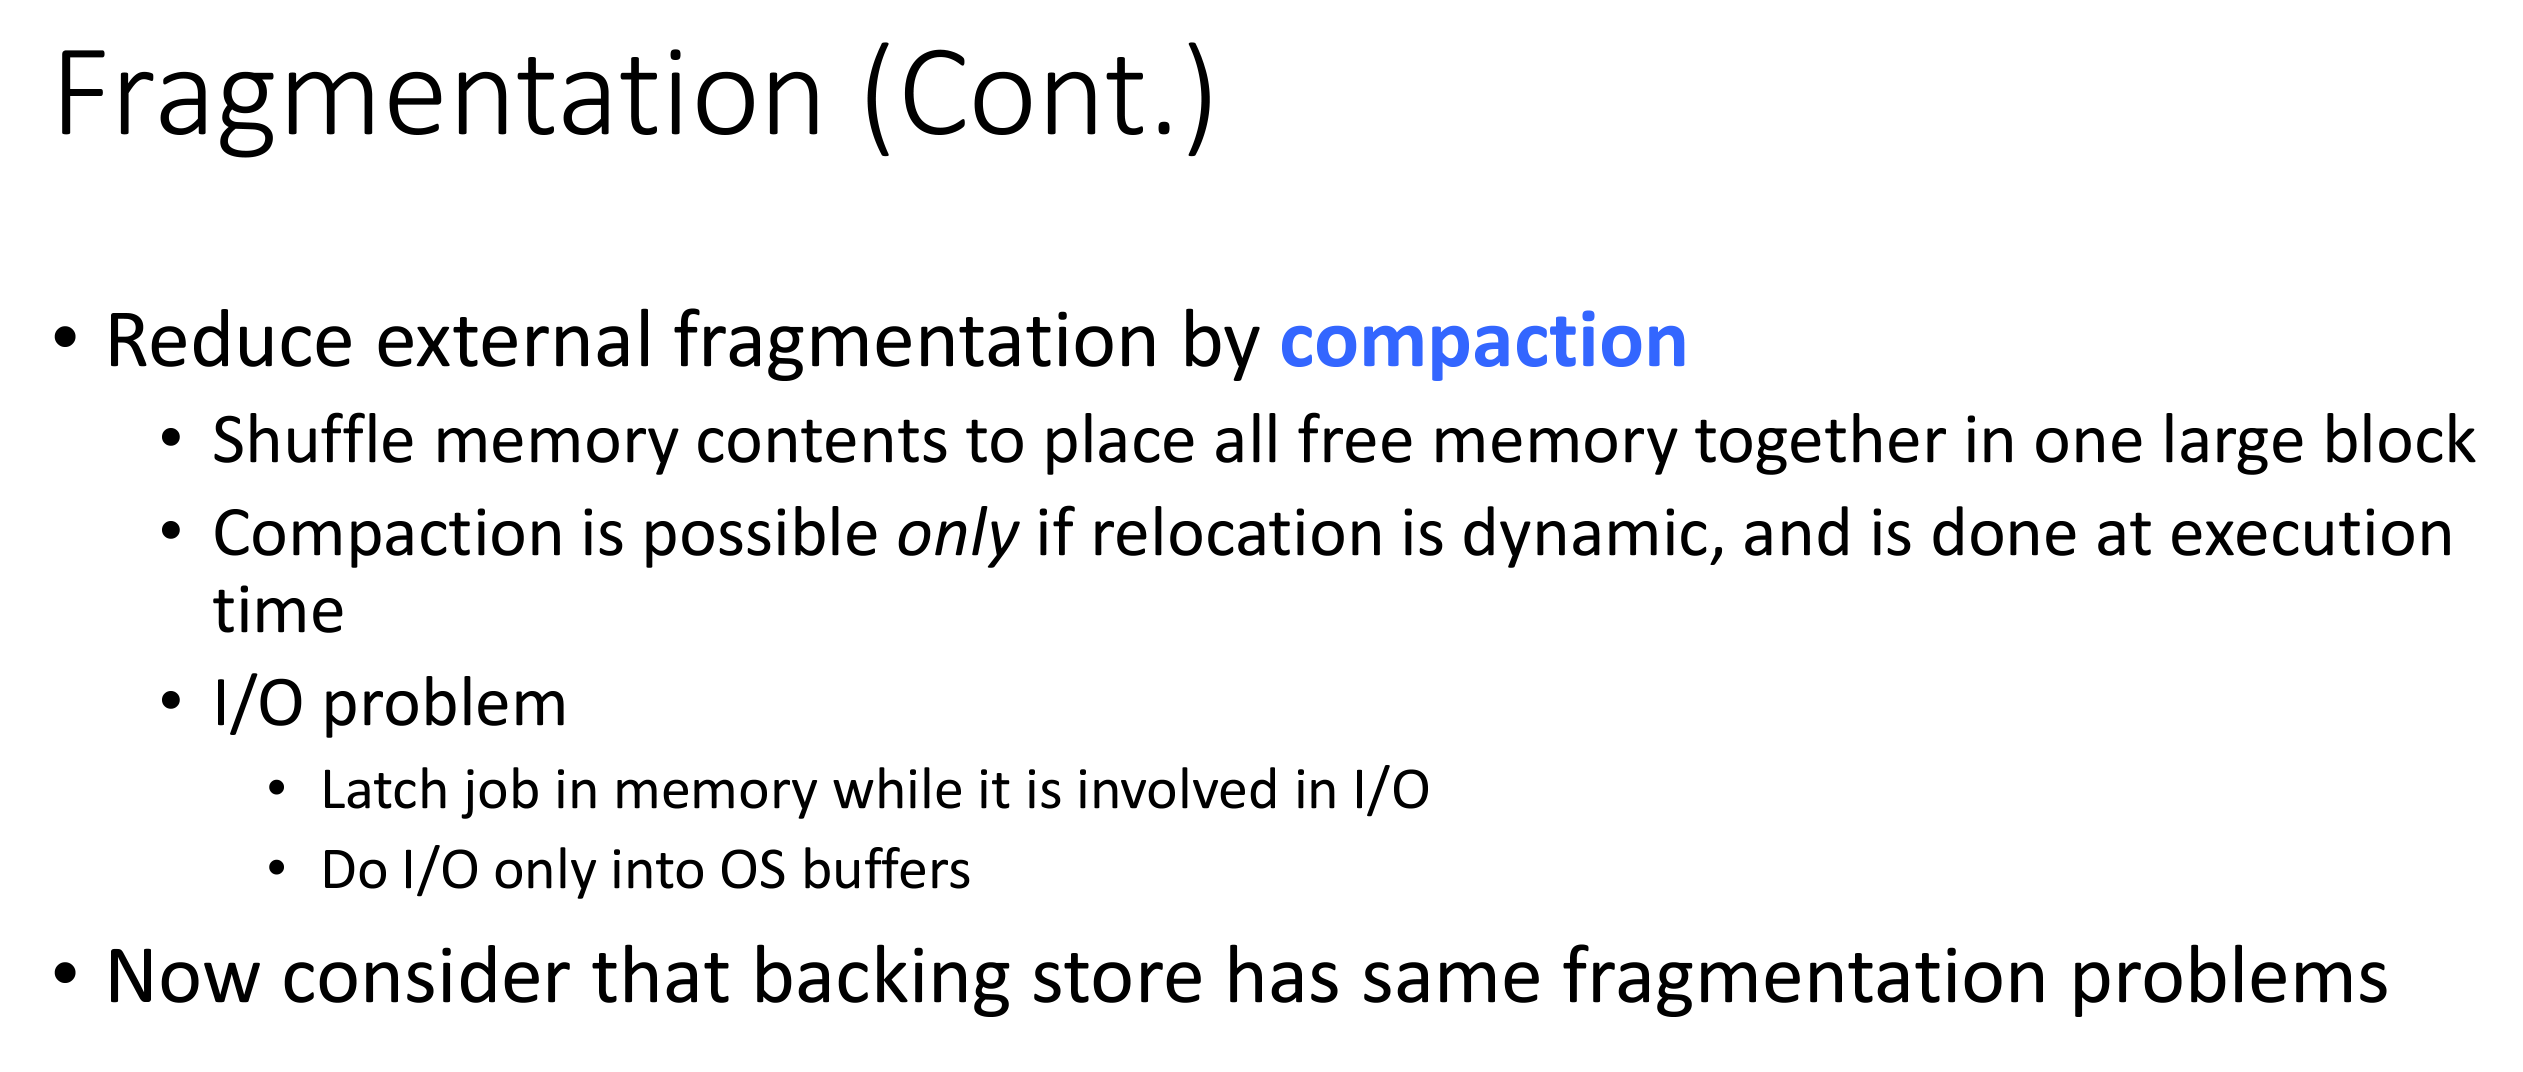 Fragmentation (Cont.)
• Reduce external fragmentation by compaction
• Shuffle memory contents to place all free memory together in one large block
• Compaction is possible only if relocation is dynamic, and is done at execution
time
• I/O problem
• Latch job in memory while it is involved in I/O
• Do I/O only into OS buffers
• Now consider that backing store has same fragmentation problems